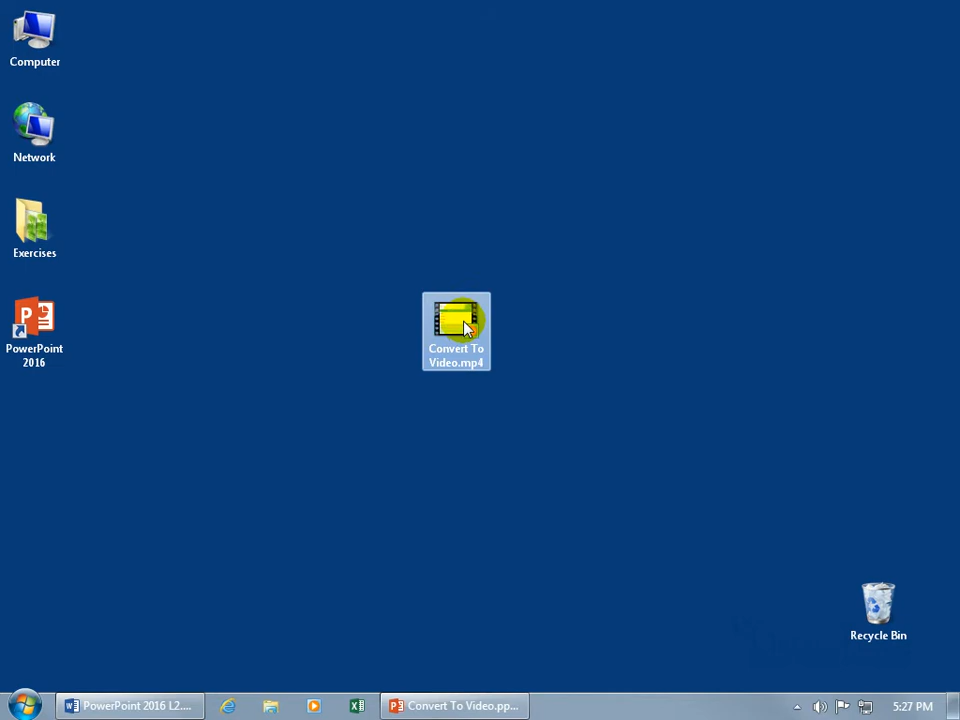 Computer
Network
Exercises
PowerPoint
2016
Convert To
Video.mp4
Recycle Bin
PowerPoint 2016 L2....
Convert To Video.pp...
5:27 PM